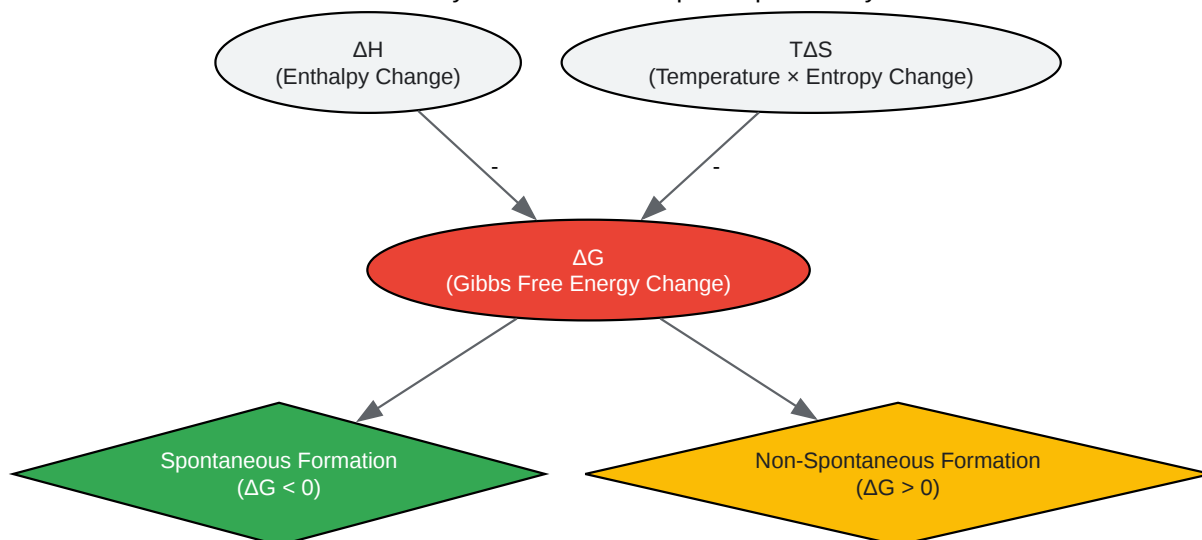 ΔH
(Enthalpy Change)
TΔS
(Temperature × Entropy Change)
-
-
ΔG
(Gibbs Free Energy Change)
Spontaneous Formation
(ΔG < 0)
Non-Spontaneous Formation
(ΔG > 0)